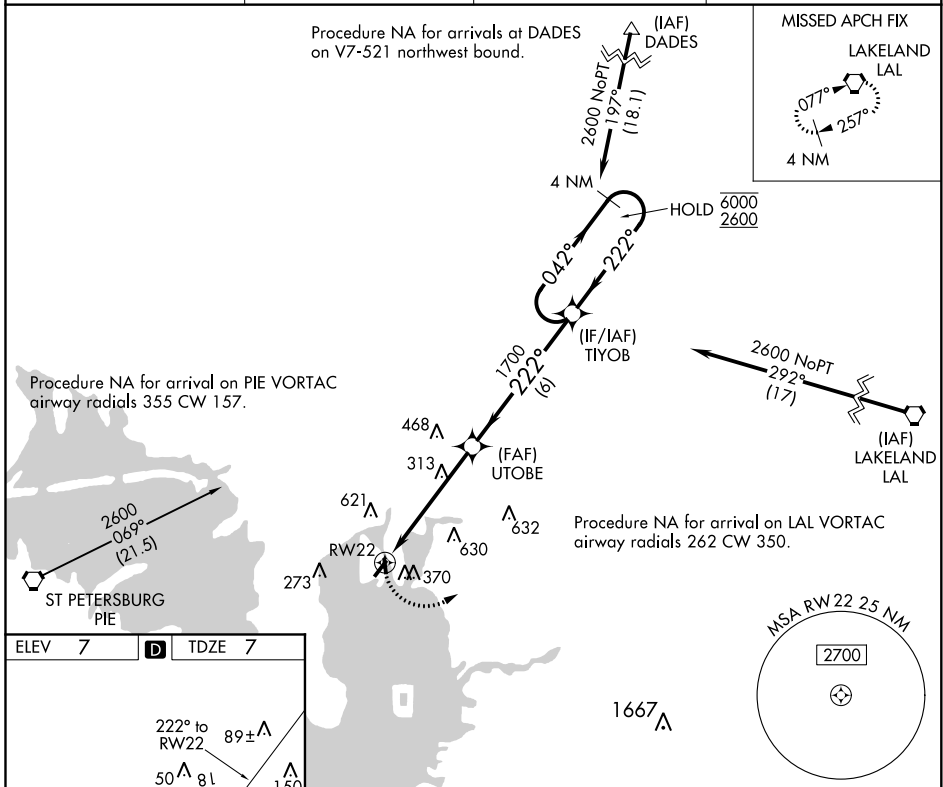 Procedure NA for arrivals at DADES
on V7-521 northwest bound.
(IAF)
DADES
2600 NoPT
197°
(18.1)
MISSED APCH FIX
LAKELAND
LAL
077°
257°
4 NM
4 NM
HOLD
6000
2600
042°
222°
(IF/IAF)
TIYOB
1700
222°
(6)
2600 NoPT
292°
(17)
(IAF)
LAKELAND
LAL
Procedure NA for arrival on PIE VORTAC
airway radials 355 CW 157.
468
(FAF)
UTOBE
313
621
632
630
Procedure NA for arrival on LAL VORTAC
airway radials 262 CW 350.
2600
069°
(21.5)
RW22
273
370
ST PETERSBURG
PIE
MSA RW22 25 NM
2700
ELEV 7
D
TDZE 7
1667
222° to
RW22
89±
50
81
150